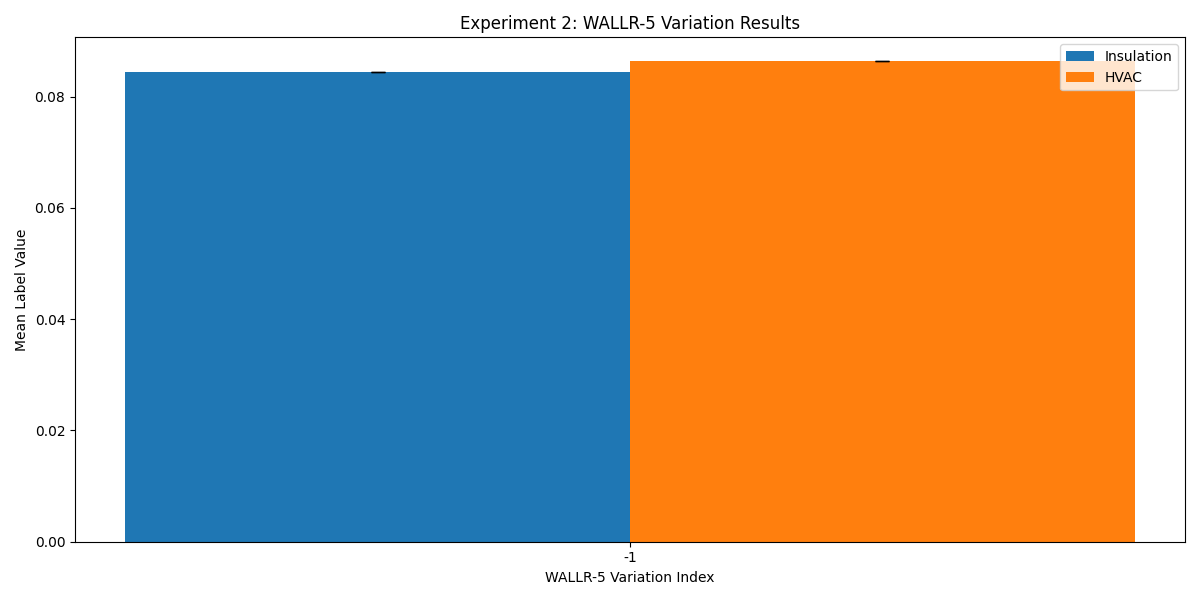 Experiment 2: WALLR-5 Variation Results
Insulation
HVAC
Mean Label Value
0.08
0.06
0.04
0.02
0.00
-1
WALLR-5 Variation Index